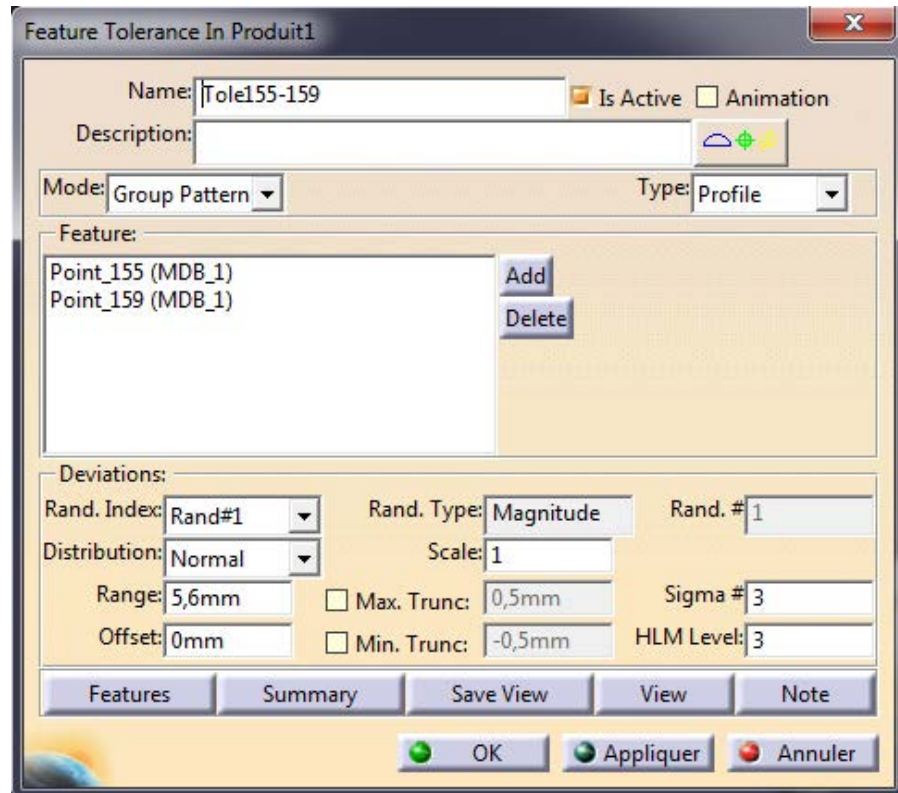 Feature Tolerance In Produit1
Name: Tole155-159 Is Active Animation
Description:
Mode: Group Pattern Type: Profile
Feature:
Point_155 (MDB_1) Add
Point_159 (MDB_1)
Delete
Deviations:
Rand. Index: Rand#1 Rand. Type: Magnitude Rand. # 1
Distribution: Normal Scale: 1
Range: 5,6mm Max. Trunc: 0,5mm Sigma # 3
Offset: 0mm Min. Trunc: -0,5mm HLM Level: 3
Features Summary Save View View Note
OK Appliquer Annuler